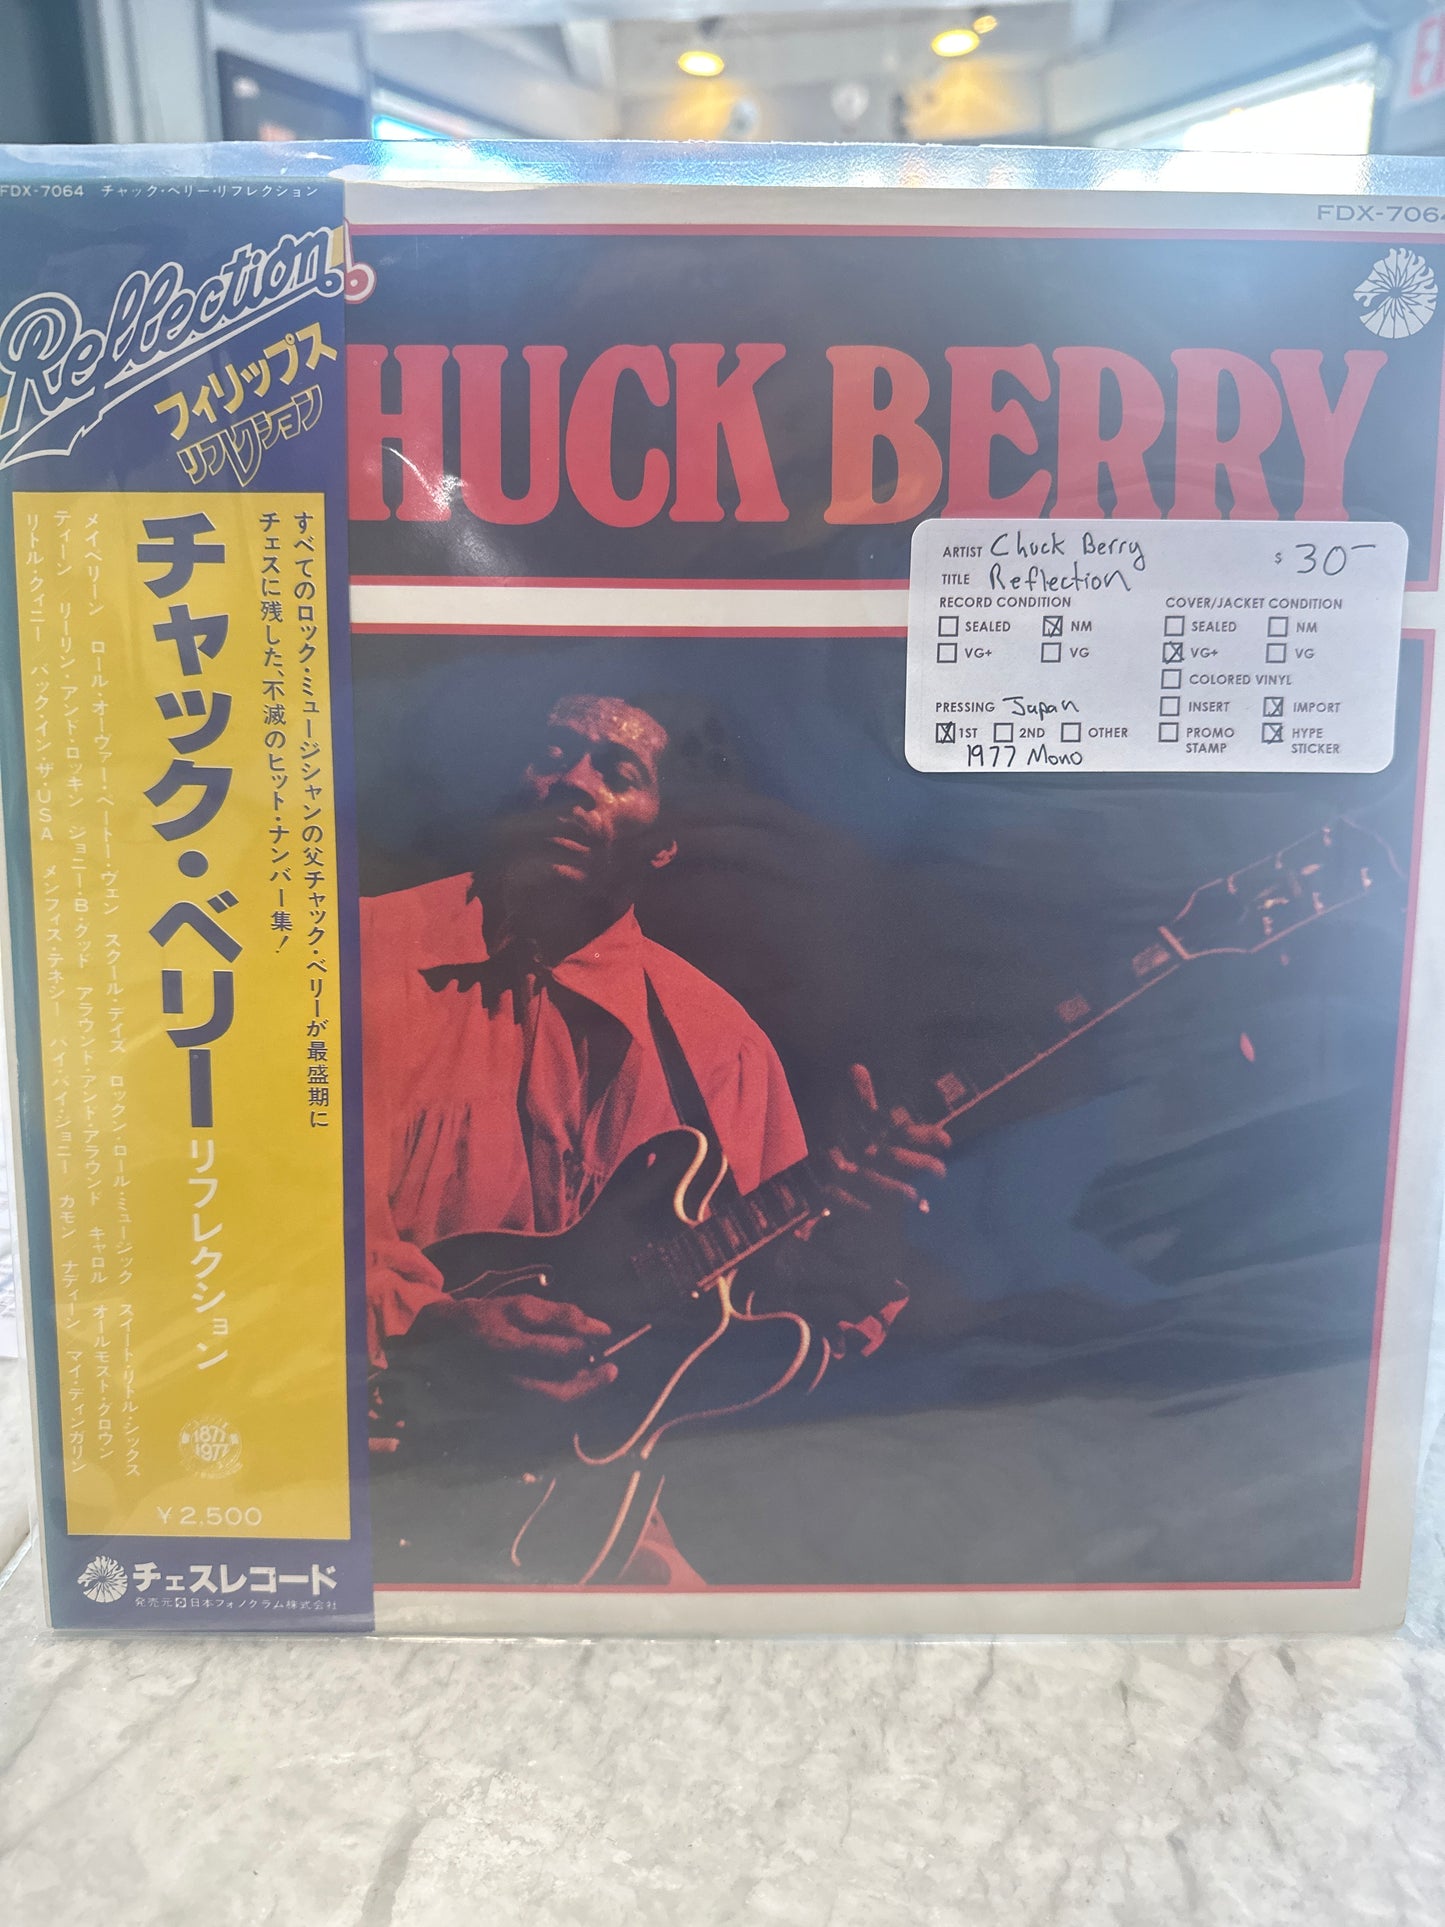 FDX-7064 チャック・ベリー・リフレクション
FDX-706
Reflection
フィリップス
リフレクション
HUCK BERRY
すべてのロック・ミュージシャンの父チャック・ベリーが最盛期に
チェスに残した、不滅のヒット・ナンバー集!
チャック・ベリー リフレクション
メイベリーン ロール・オーヴァー・ベートーヴェン スクール・デイズ ロックン・ロール・ミュージック スイート・リトル・シックス
ティーン リーリン・アンド・ロッキン ジョニー・B・グッド アラウンド・アンド・アラウンド キャロル オールモスト・グロウン
リトル・クィニー バック・イン・ザ・USA メンフィス・テネシー バイ・バイ・ジョニー カモン ナディーン マイ・ディンガリン
1877
1977
¥2,500
チェスレコード
発売元 日本フォノグラム株式会社
ARTIST Chuck Berry $ 30-
TITLE Reflection
RECORD CONDITION COVER/JACKET CONDITION
SEALED NM SEALED NM
VG+ VG VG+ VG
COLORED VINYL
PRESSING Japan INSERT IMPORT
1ST 2ND OTHER PROMO STAMP HYPE STICKER
1977 Mono